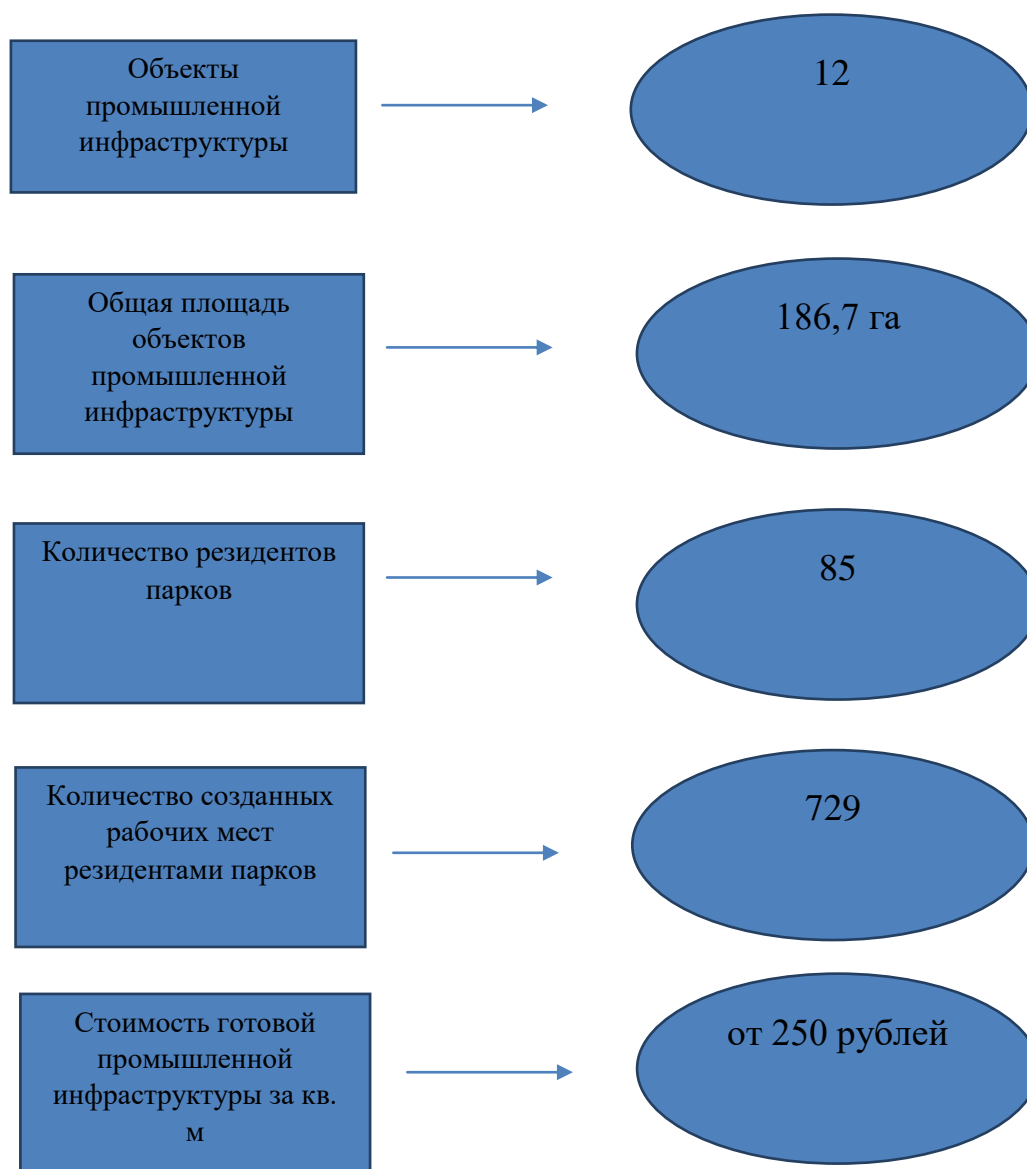 Объекты
промышленной
инфраструктуры
12
Общая площадь
объектов
промышленной
инфраструктуры
186,7 га
Количество резидентов
парков
85
Количество созданных
рабочих мест
резидентами парков
729
Стоимость готовой
промышленной
инфраструктуры за кв.
м
от 250 рублей